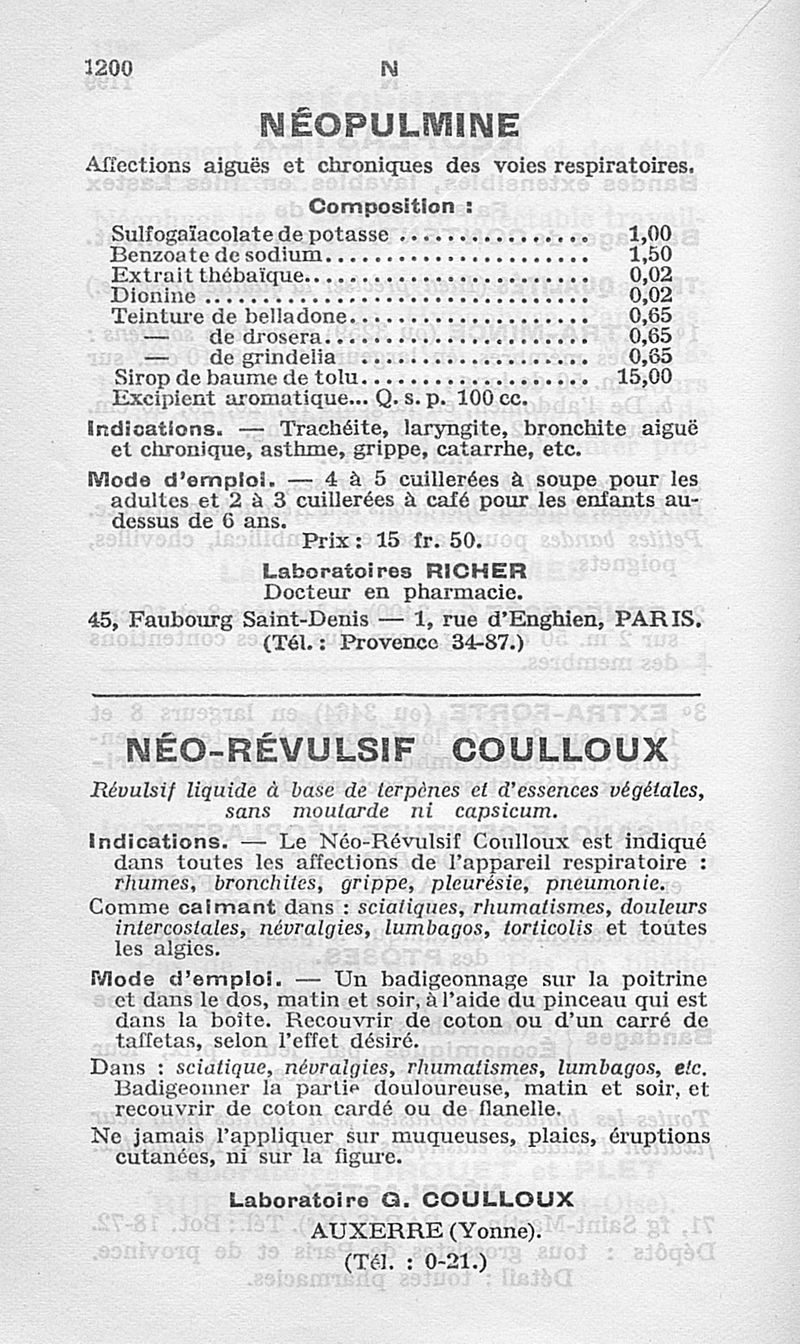 1200 N
NÉOPULMINE
Affections aiguës et chroniques des voies respiratoires.
Composition :
Sulfogaïacolate de potasse ................ 1,00
Benzoate de sodium...................... 1,50
Extrait thébaïque........................ 0,02
Dionine ................................ 0,02
Teinture de belladone.................... 0,65
— de drosera...................... 0,65
— de grindelia ................... 0,65
Sirop de baume de tolu................... 15,00
Excipient aromatique... Q. s. p. 100 cc.
Indications. — Trachéite, laryngite, bronchite aiguë
et chronique, asthme, grippe, catarrhe, etc.
Mode d'emploi. — 4 à 5 cuillerées à soupe pour les
adultes et 2 à 3 cuillerées à café pour les enfants au-
dessus de 6 ans.
Prix : 15 fr. 50.
Laboratoires RICHER
Docteur en pharmacie.
45, Faubourg Saint-Denis — 1, rue d'Enghien, PARIS.
(Tél. : Provence 34-87.)
NÉO-RÉVULSIF COULLOUX
Révulsif liquide à base de terpènes et d'essences végétales,
sans moutarde ni capsicum.
Indications. — Le Néo-Révulsif Coulloux est indiqué
dans toutes les affections de l'appareil respiratoire :
rhumes, bronchites, grippe, pleurésie, pneumonie.
Comme calmant dans : sciatiques, rhumatismes, douleurs
intercostales, névralgies, lumbagos, torticolis et toutes
les algies.
Mode d'emploi. — Un badigeonnage sur la poitrine
et dans le dos, matin et soir, à l'aide du pinceau qui est
dans la boîte. Recouvrir de coton ou d'un carré de
taffetas, selon l'effet désiré.
Dans : sciatique, névralgies, rhumatismes, lumbagos, etc.
Badigeonner la partie douloureuse, matin et soir, et
recouvrir de coton cardé ou de flanelle.
Ne jamais l'appliquer sur muqueuses, plaies, éruptions
cutanées, ni sur la figure.
Laboratoire G. COULLOUX
AUXERRE (Yonne).
(Tél. : 0-21.)